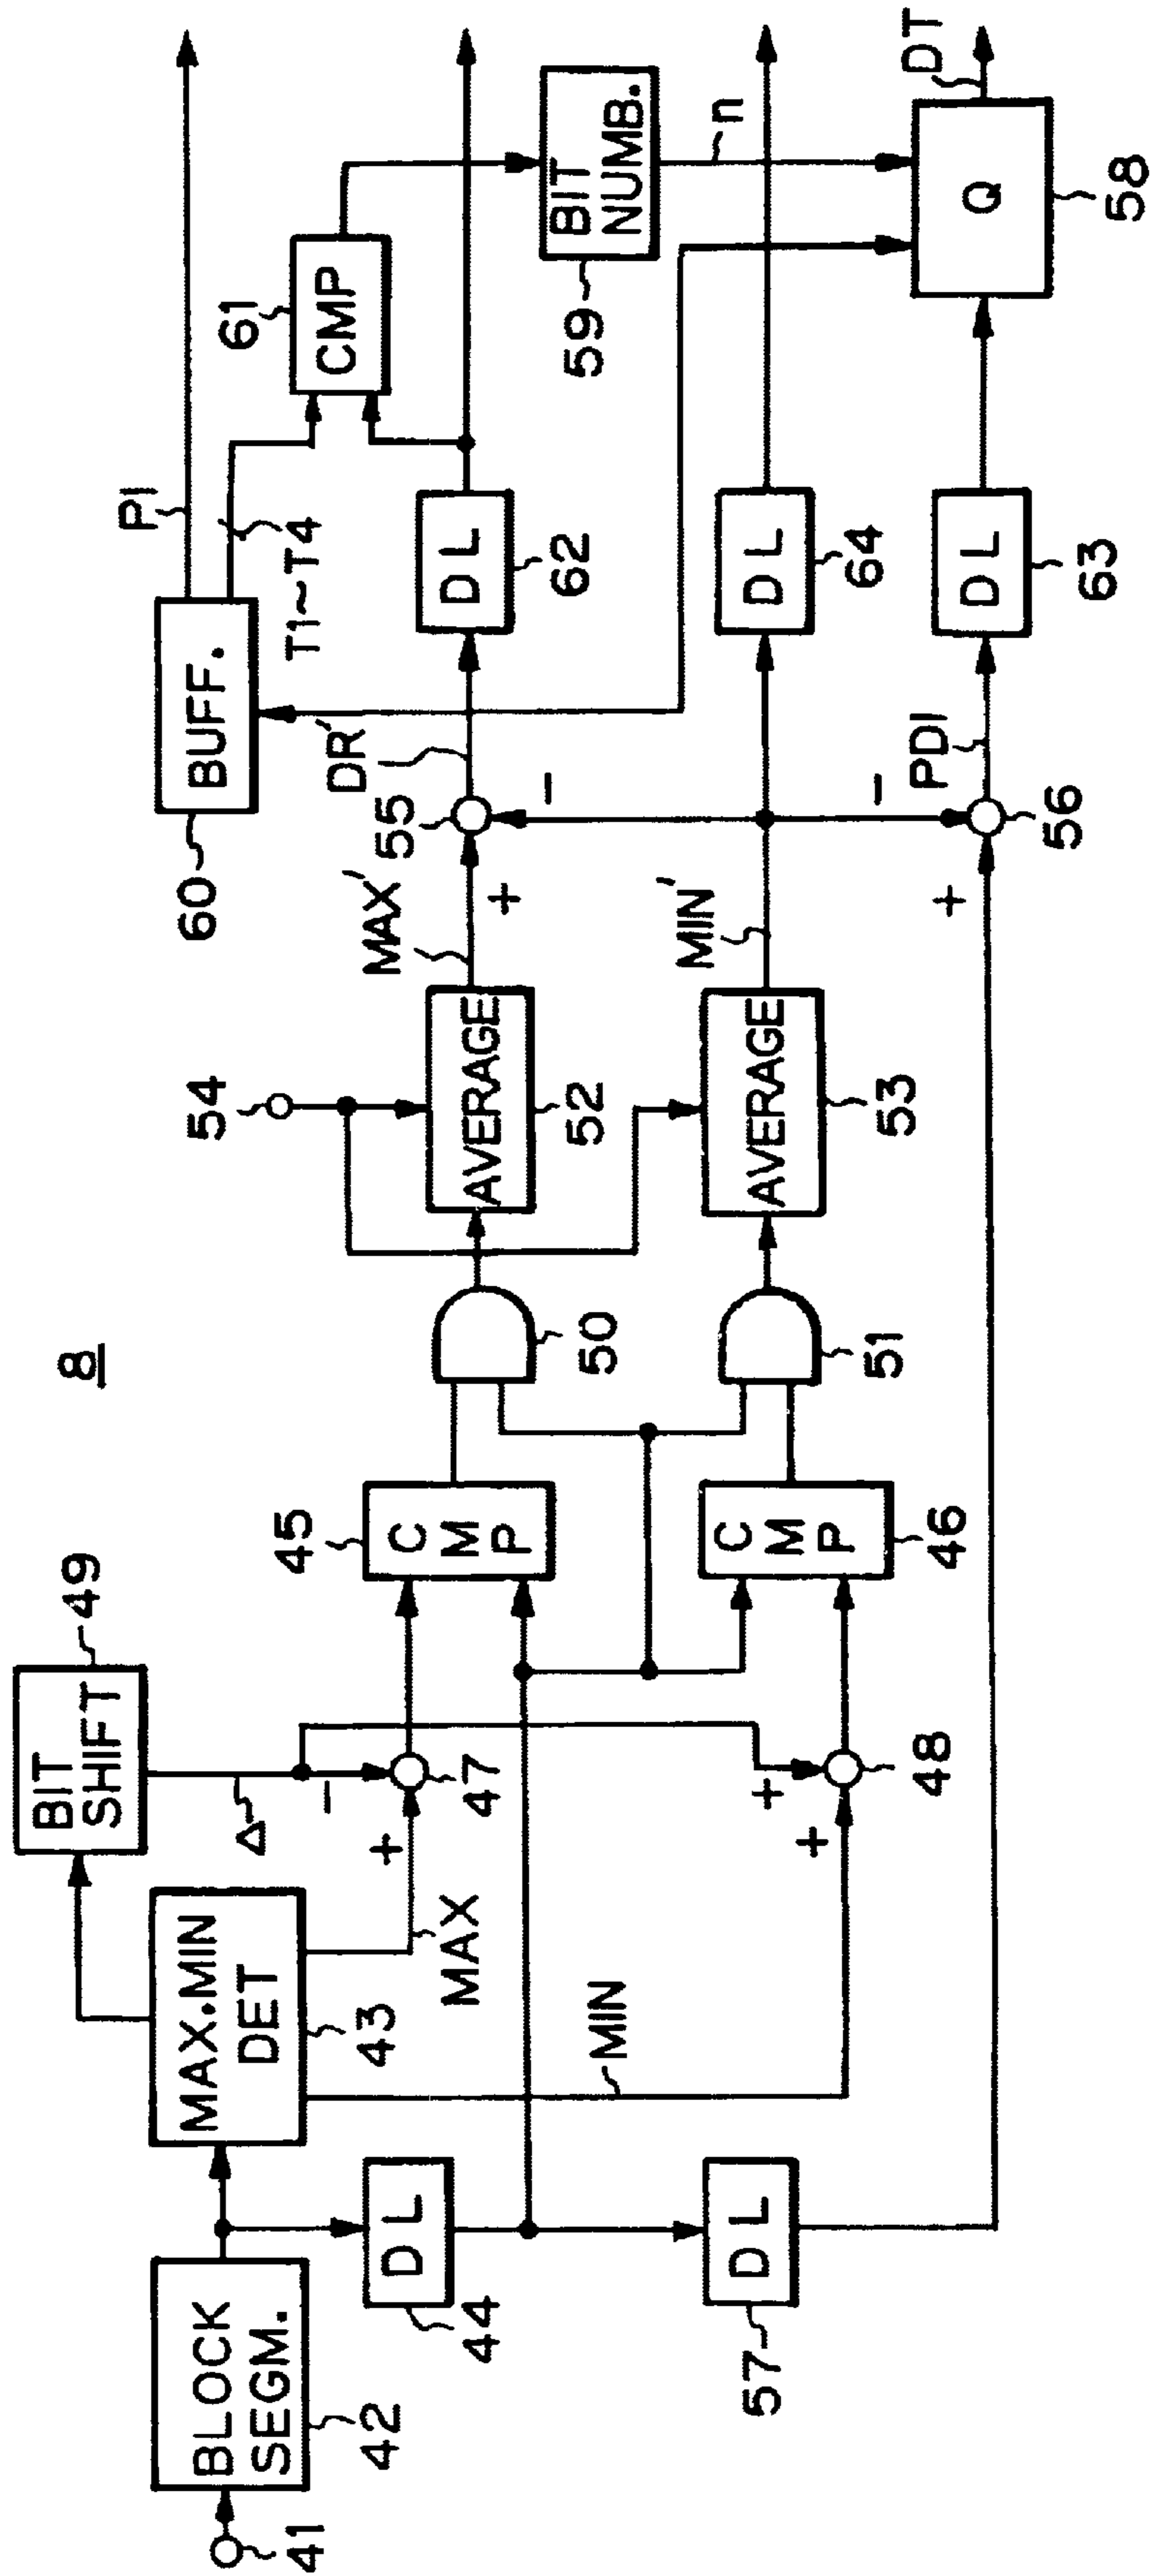 8
41
BLOCK
SEGM.
42
MAX.MIN
DET
43
BIT
SHIFT
49
DL
44
DL
57
Δ
MAX
MIN
+
−
47
+
+
48
CMP
45
CMP
46
50
51
54
AVERAGE
52
AVERAGE
53
MAX'
MIN'
+
−
55
DR'
+
−
56
PDI
BUFF.
60
PI
T1~T4
DL
62
DL
64
DL
63
CMP
61
BIT
NUMB.
59
n
Q
58
DT